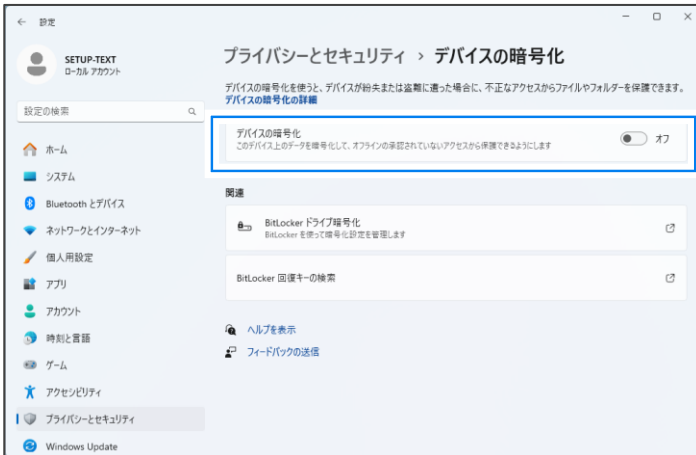 設定
SETUP-TEXT
ローカル アカウント
設定の検索
ホーム
システム
Bluetooth とデバイス
ネットワークとインターネット
個人用設定
アプリ
アカウント
時刻と言語
ゲーム
アクセシビリティ
プライバシーとセキュリティ
Windows Update
プライバシーとセキュリティ › デバイスの暗号化
デバイスの暗号化を使うと、デバイスが紛失または盗難に遭った場合に、不正なアクセスからファイルやフォルダーを保護できます。
デバイスの暗号化の詳細
デバイスの暗号化
このデバイス上のデータを暗号化して、オフラインの承認されていないアクセスから保護できるようにします
オフ
関連
BitLocker ドライブ暗号化
BitLocker を使って暗号化設定を管理します
BitLocker 回復キーの検索
ヘルプを表示
フィードバックの送信